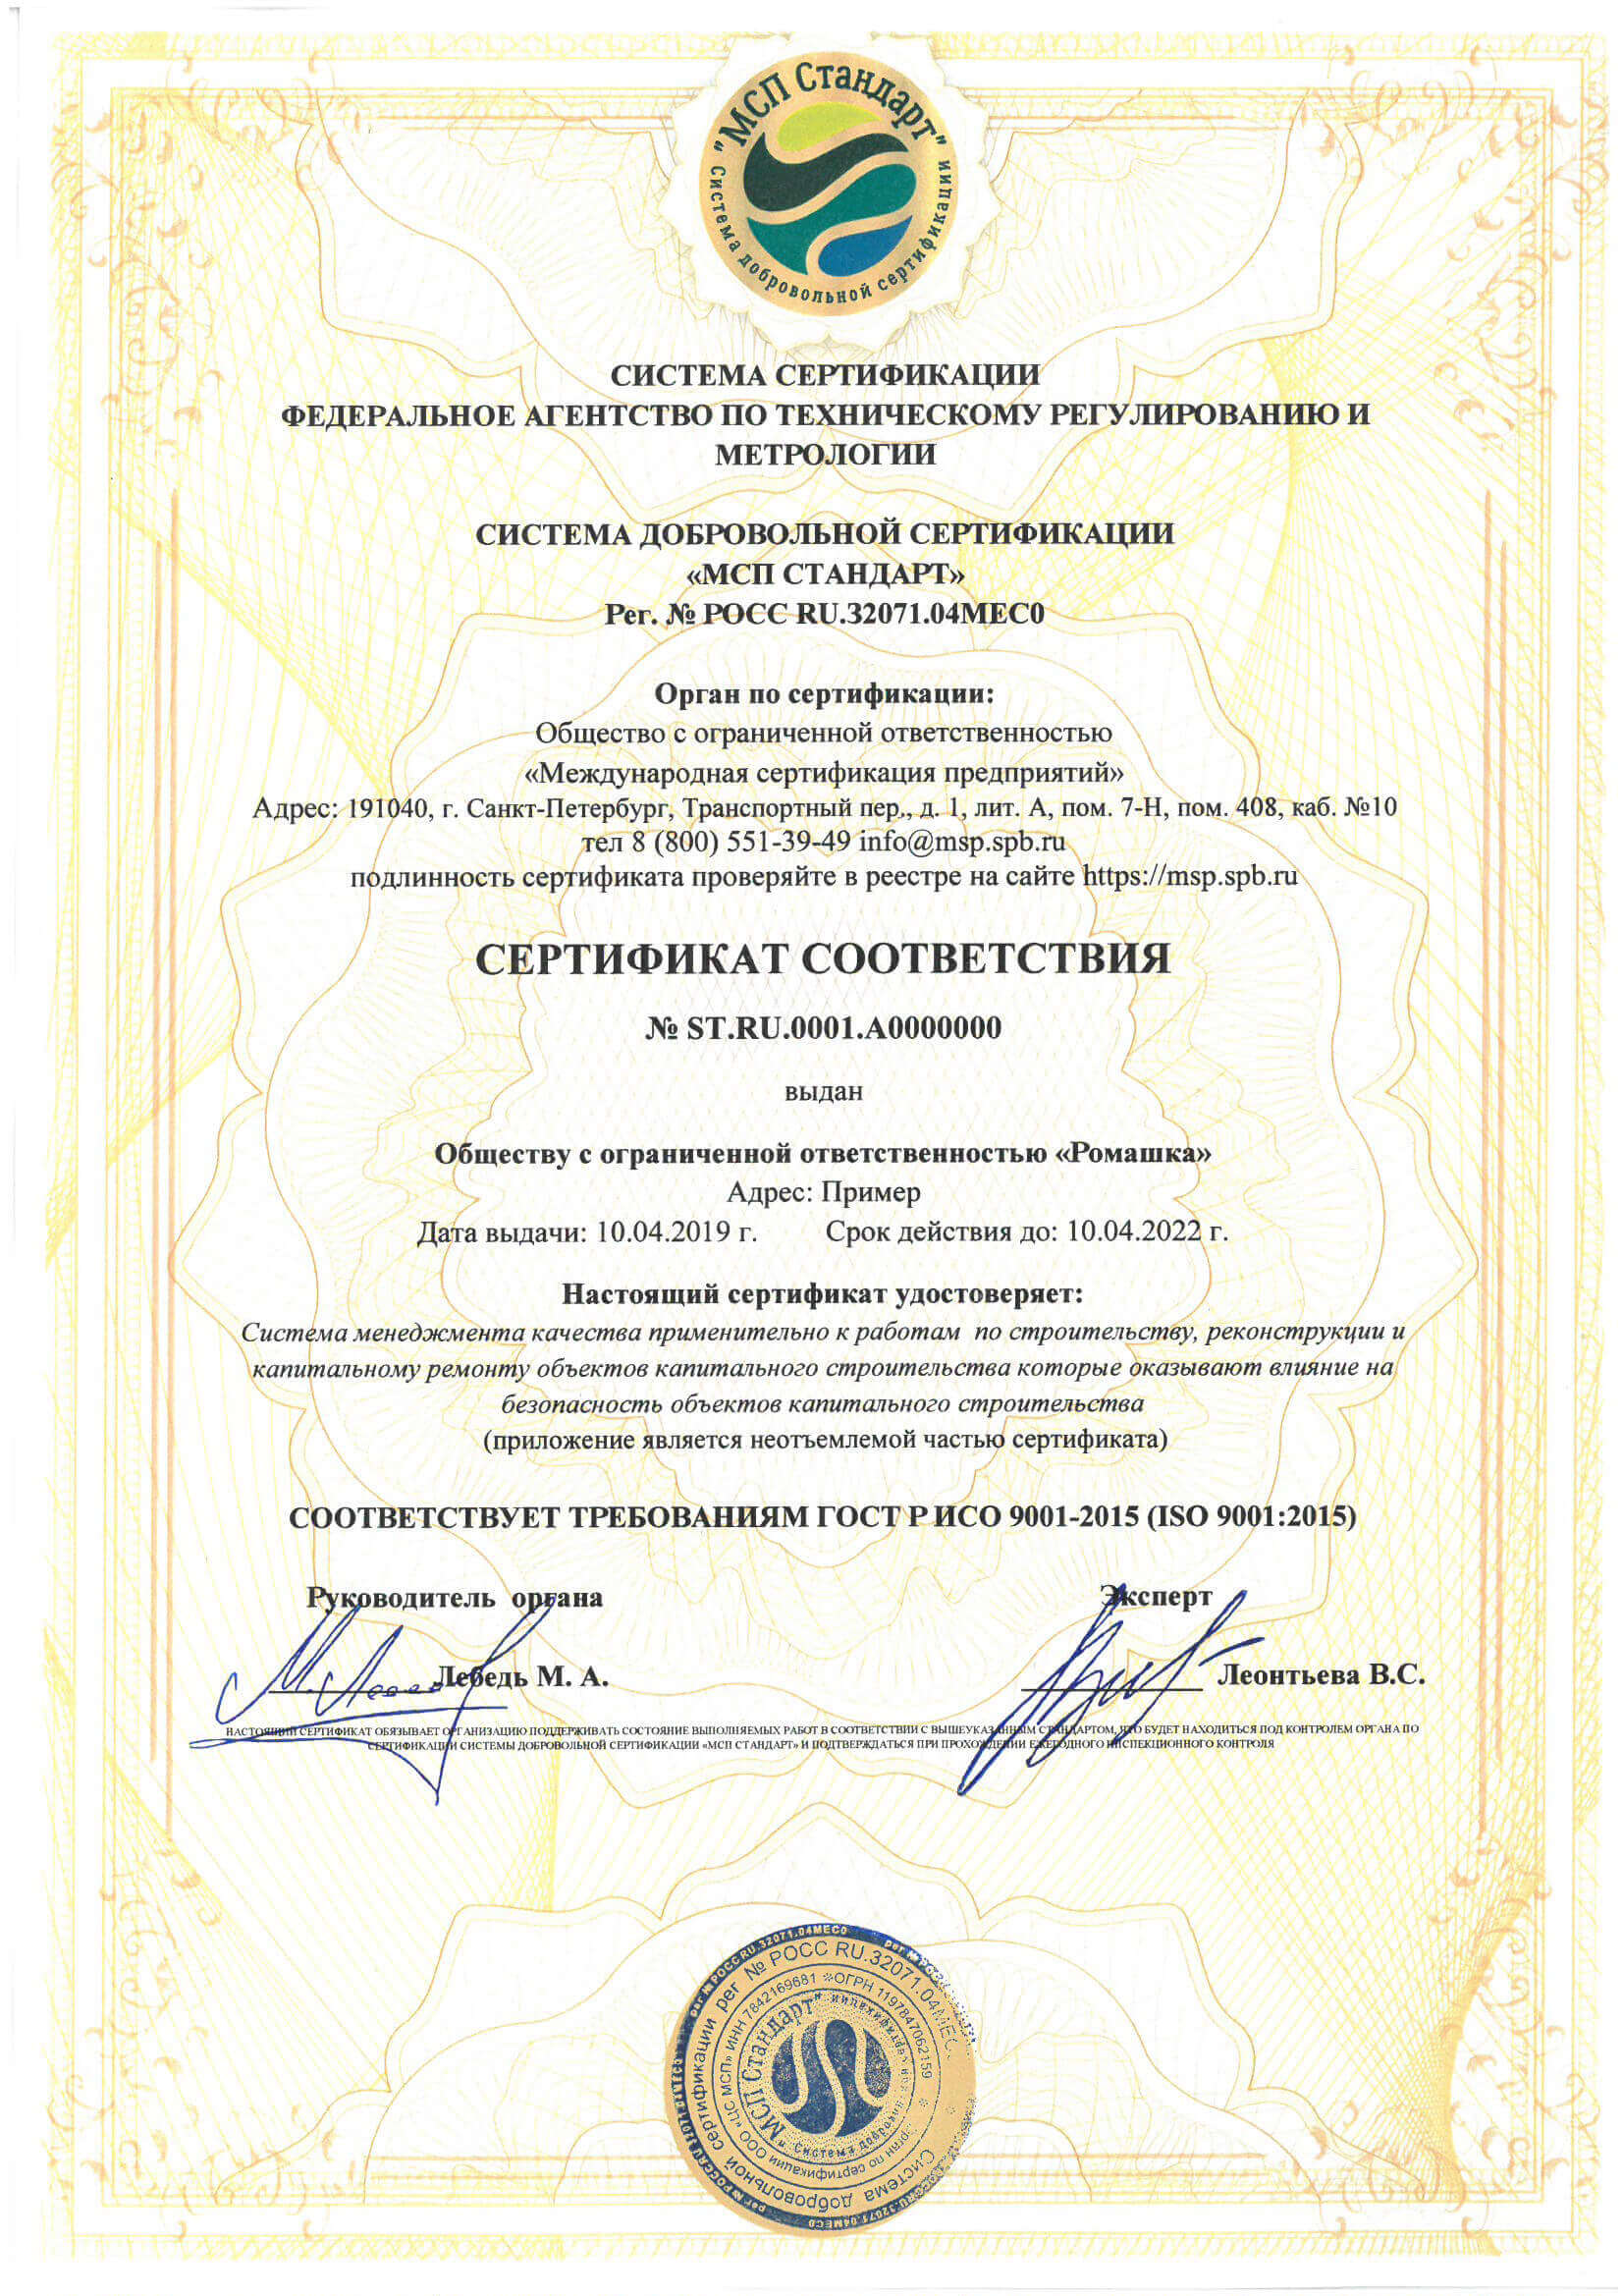 "МСП Стандарт"
Система добровольной сертификации
СИСТЕМА СЕРТИФИКАЦИИ
ФЕДЕРАЛЬНОЕ АГЕНТСТВО ПО ТЕХНИЧЕСКОМУ РЕГУЛИРОВАНИЮ И
МЕТРОЛОГИИ
СИСТЕМА ДОБРОВОЛЬНОЙ СЕРТИФИКАЦИИ
«МСП СТАНДАРТ»
Рег. № РОСС RU.32071.04МЕС0
Орган по сертификации:
Общество с ограниченной ответственностью
«Международная сертификация предприятий»
Адрес: 191040, г. Санкт-Петербург, Транспортный пер., д. 1, лит. А, пом. 7-Н, пом. 408, каб. №10
тел 8 (800) 551-39-49 info@msp.spb.ru
подлинность сертификата проверяйте в реестре на сайте https://msp.spb.ru
СЕРТИФИКАТ СООТВЕТСТВИЯ
№ ST.RU.0001.A0000000
выдан
Обществу с ограниченной ответственностью «Ромашка»
Адрес: Пример
Дата выдачи: 10.04.2019 г. Срок действия до: 10.04.2022 г.
Настоящий сертификат удостоверяет:
Система менеджмента качества применительно к работам по строительству, реконструкции и
капитальному ремонту объектов капитального строительства которые оказывают влияние на
безопасность объектов капитального строительства
(приложение является неотъемлемой частью сертификата)
СООТВЕТСТВУЕТ ТРЕБОВАНИЯМ ГОСТ Р ИСО 9001-2015 (ISO 9001:2015)
Руководитель органа Эксперт
Лебедь М. А. Леонтьева В.С.
НАСТОЯЩИЙ СЕРТИФИКАТ ОБЯЗЫВАЕТ ОРГАНИЗАЦИЮ ПОДДЕРЖИВАТЬ СОСТОЯНИЕ ВЫПОЛНЯЕМЫХ РАБОТ В СООТВЕТСТВИИ С ВЫШЕУКАЗАННЫМ СТАНДАРТОМ, ЧТО БУДЕТ НАХОДИТЬСЯ ПОД КОНТРОЛЕМ ОРГАНА ПО
СЕРТИФИКАЦИИ СИСТЕМЫ ДОБРОВОЛЬНОЙ СЕРТИФИКАЦИИ «МСП СТАНДАРТ» И ПОДТВЕРЖДАТЬСЯ ПРИ ПРОХОЖДЕНИИ ЕЖЕГОДНОГО ИНСПЕКЦИОННОГО КОНТРОЛЯ
Система добровольной сертификации рег № РОСС RU.32071.04МЕС
орган по сертификации ООО «ЦС МСП» ИНН 7842169681 *ОГРН 1197847062159 *
"МСП Стандарт"